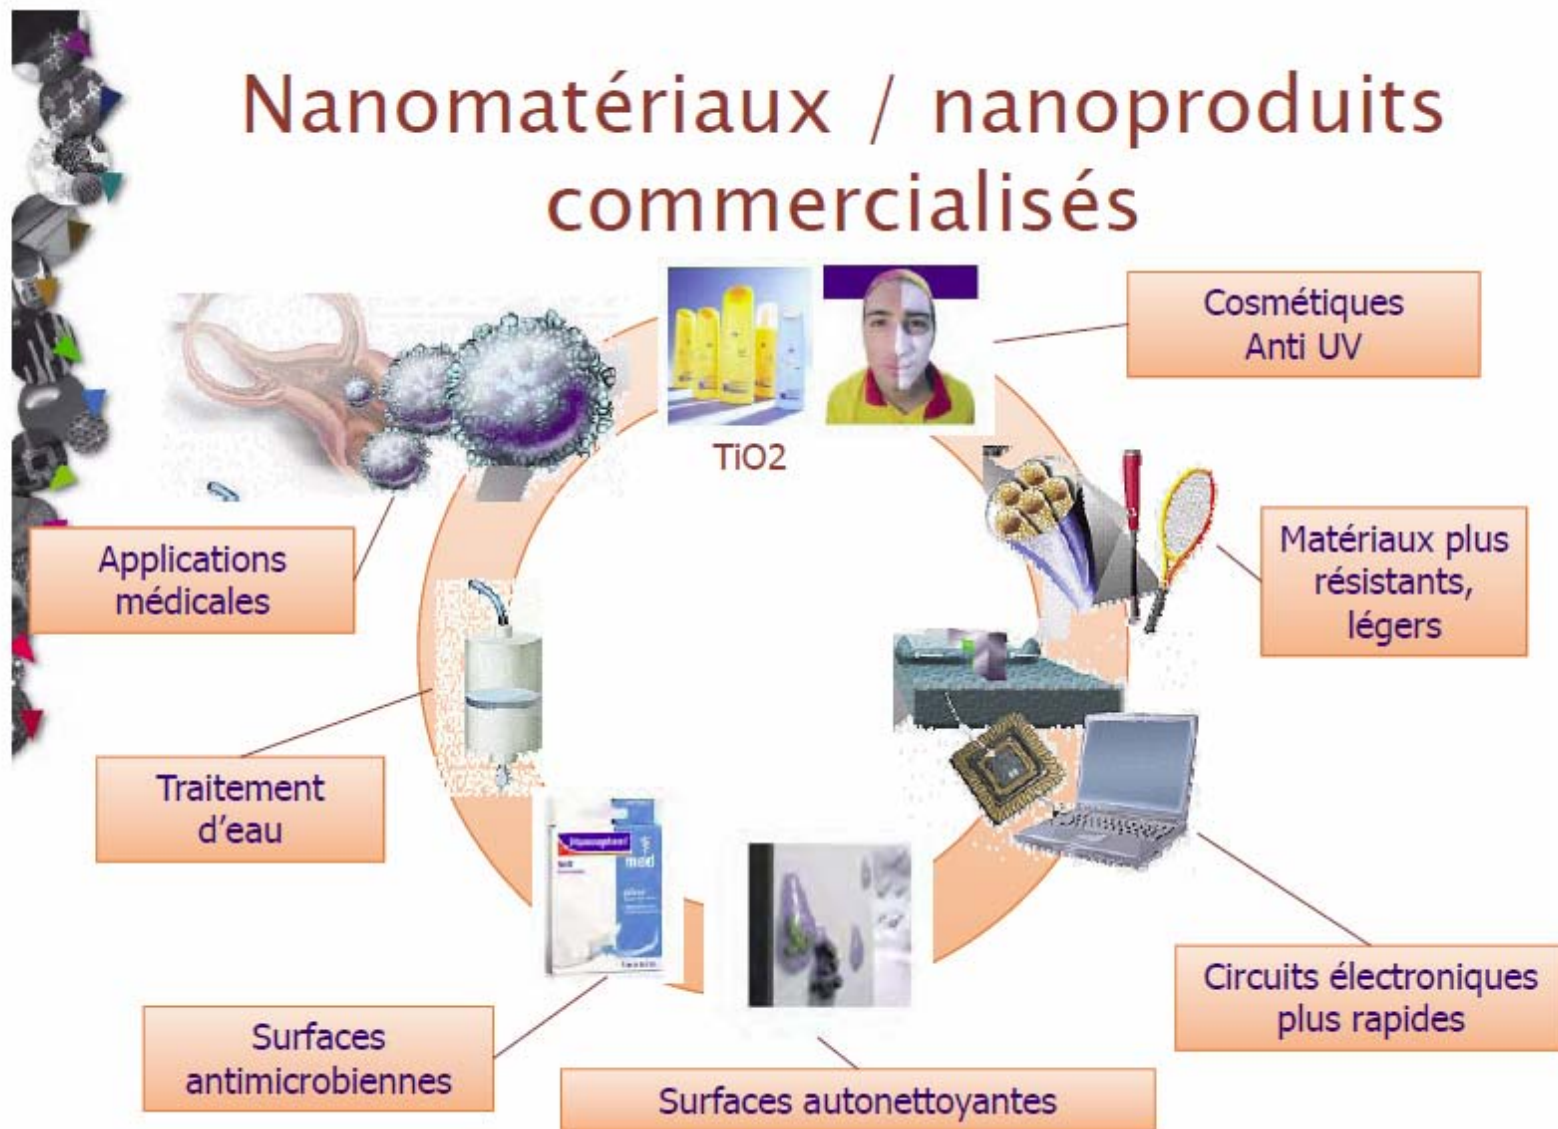 Nanomatériaux / nanoproduits
commercialisés
Cosmétiques
Anti UV
TiO2
Matériaux plus
résistants,
légers
Applications
médicales
Traitement
d'eau
med
Circuits électroniques
plus rapides
Surfaces
antimicrobiennes
Surfaces autonettoyantes